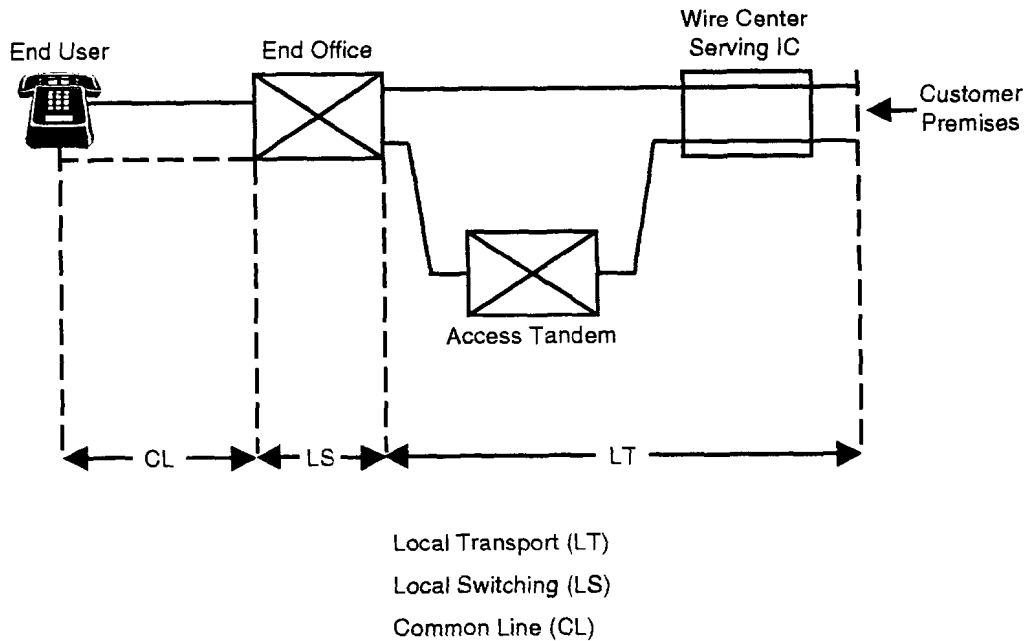 Wire Center
Serving IC
End User
End Office
Customer
Premises
Access Tandem
CL
LS
LT
Local Transport (LT)
Local Switching (LS)
Common Line (CL)